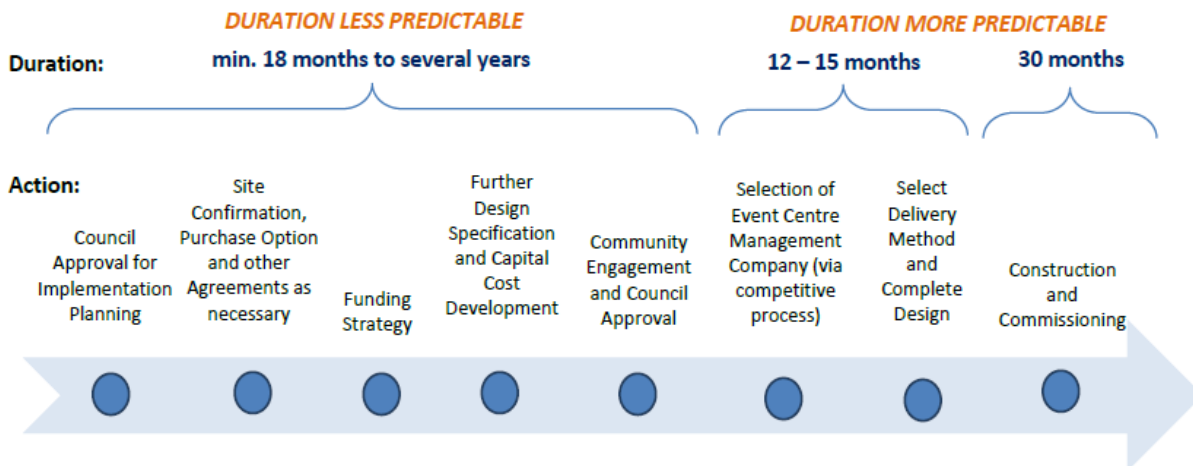 DURATION LESS PREDICTABLE
DURATION MORE PREDICTABLE
Duration:
min. 18 months to several years
12 – 15 months
30 months
Action:
Council
Approval for
Implementation
Planning
Site
Confirmation,
Purchase Option
and other
Agreements as
necessary
Funding
Strategy
Further
Design
Specification
and Capital
Cost
Development
Community
Engagement
and Council
Approval
Selection of
Event Centre
Management
Company (via
competitive
process)
Select
Delivery
Method
and
Complete
Design
Construction
and
Commissioning